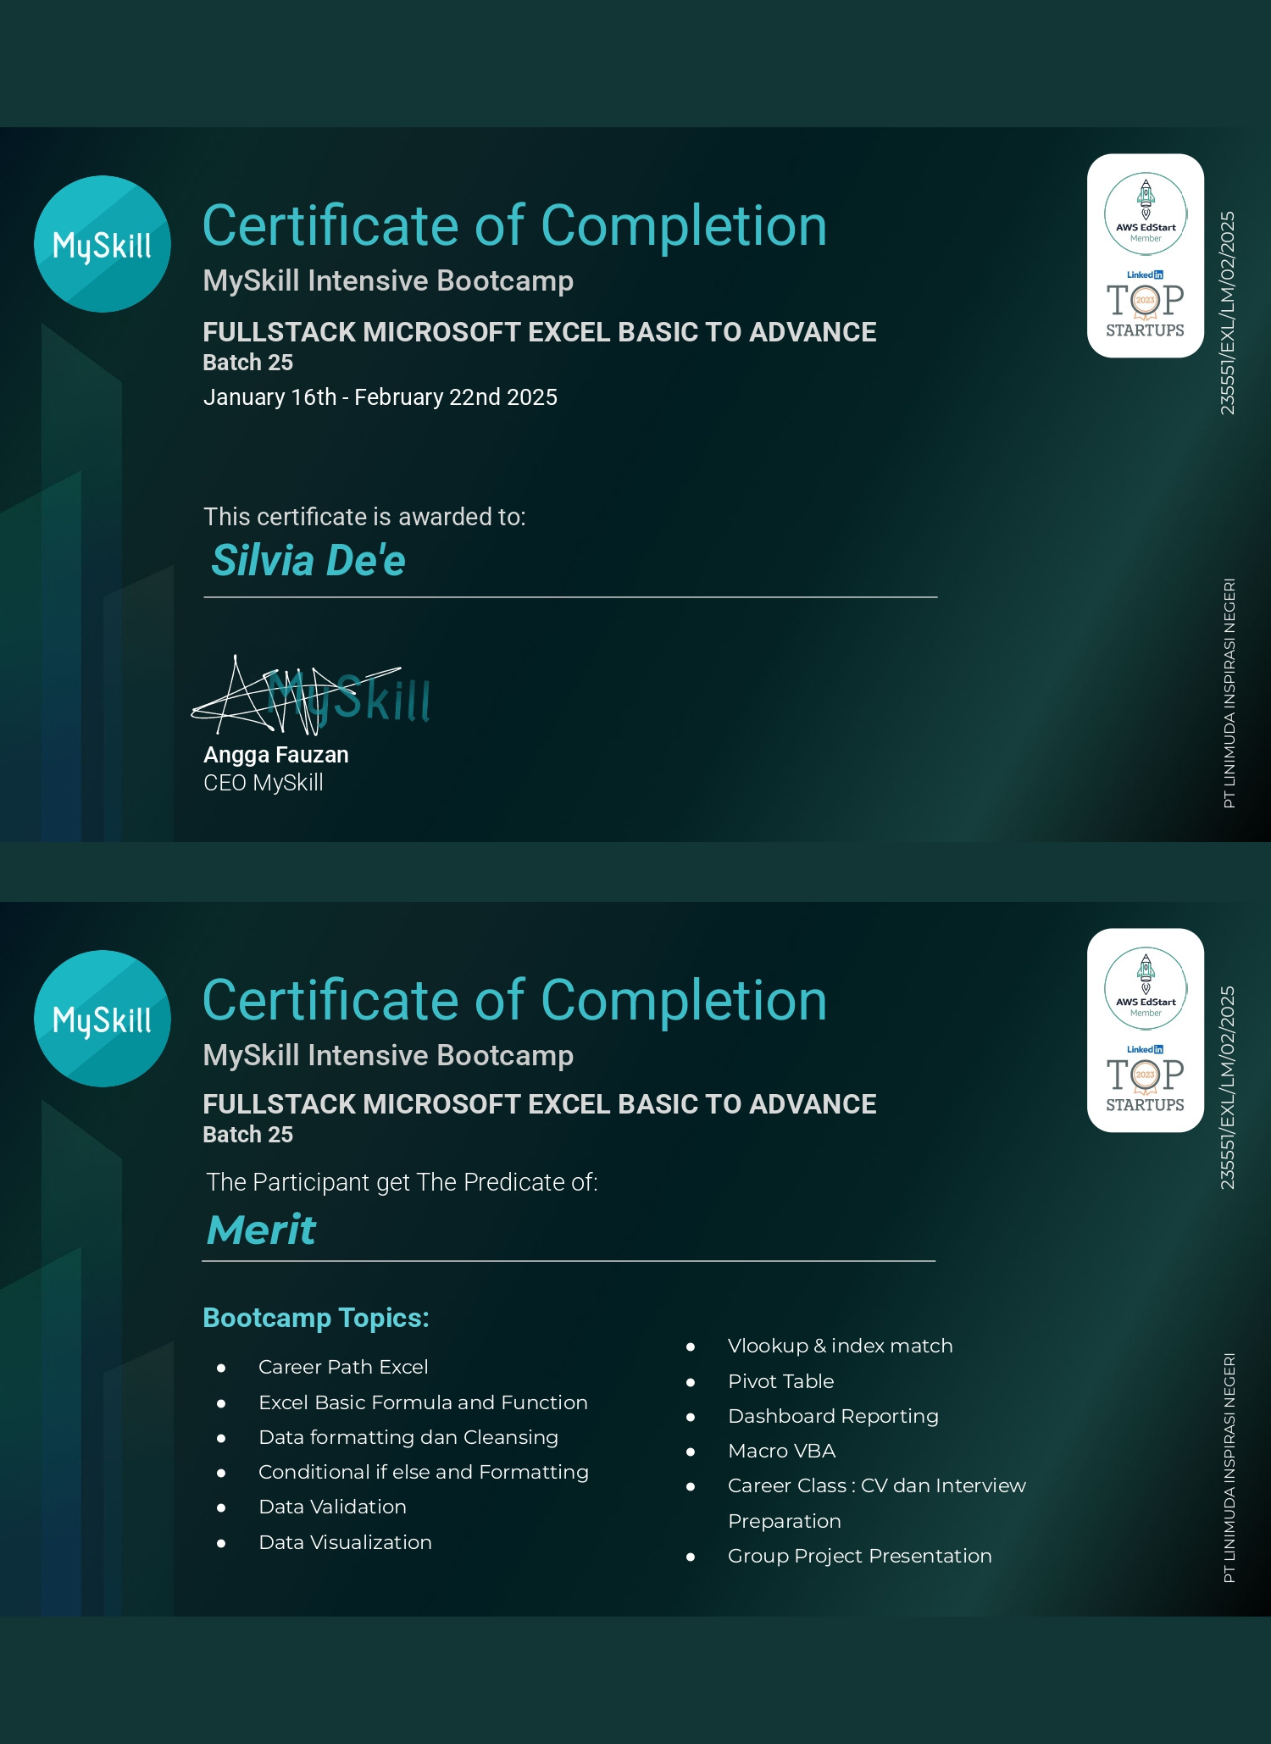 MySkill
Certificate of Completion
MySkill Intensive Bootcamp
FULLSTACK MICROSOFT EXCEL BASIC TO ADVANCE
Batch 25
January 16th - February 22nd 2025
This certificate is awarded to:
Silvia De'e
MySkill
Angga Fauzan
CEO MySkill
AWS EdStart
Member
Linked in
TOP
2023
STARTUPS
235551/EXL/LM/02/2025
PT LINIMUDA INSPIRASI NEGERI
MySkill
Certificate of Completion
MySkill Intensive Bootcamp
FULLSTACK MICROSOFT EXCEL BASIC TO ADVANCE
Batch 25
The Participant get The Predicate of:
Merit
Bootcamp Topics:
● Career Path Excel
● Excel Basic Formula and Function
● Data formatting dan Cleansing
● Conditional if else and Formatting
● Data Validation
● Data Visualization
● Vlookup & index match
● Pivot Table
● Dashboard Reporting
● Macro VBA
● Career Class : CV dan Interview
Preparation
● Group Project Presentation
AWS EdStart
Member
Linked in
TOP
2023
STARTUPS
235551/EXL/LM/02/2025
PT LINIMUDA INSPIRASI NEGERI